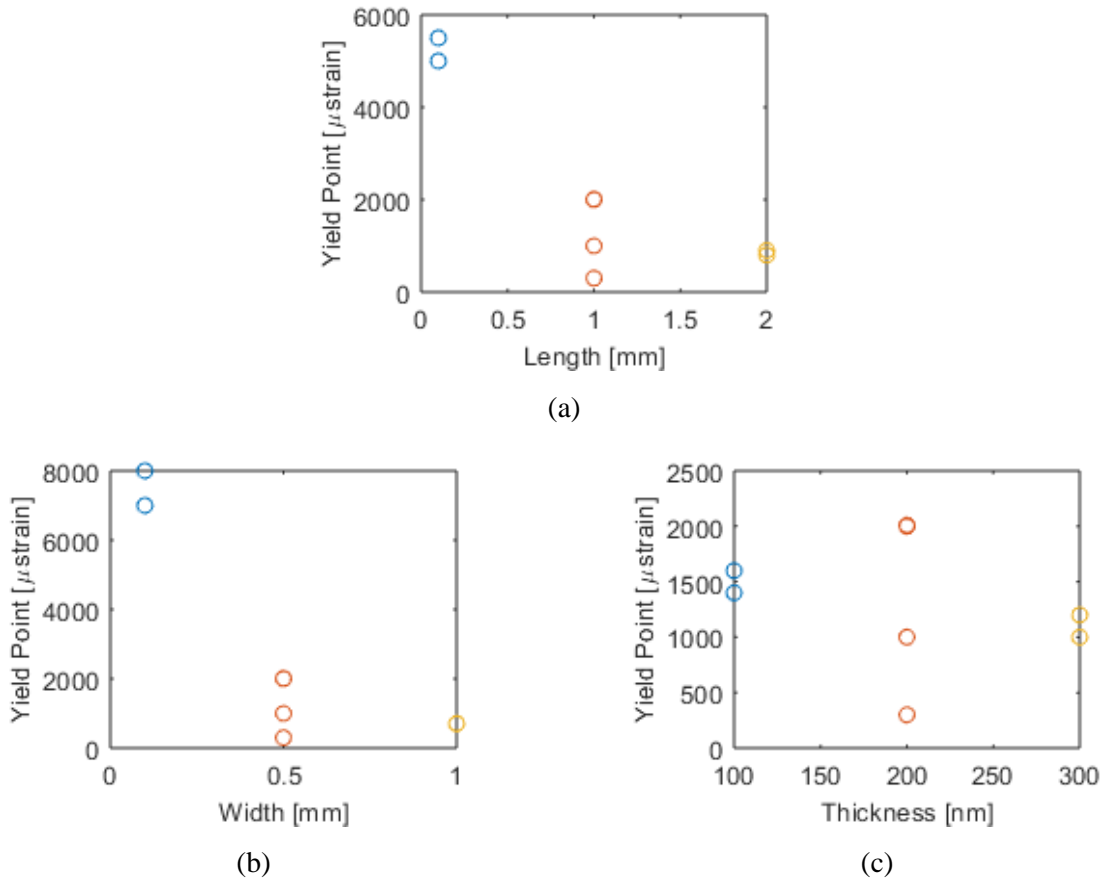 6000
4000
2000
0
Yield Point [μstrain]
0 0.5 1 1.5 2
Length [mm]
(a)
8000
6000
4000
2000
0
Yield Point [μstrain]
0 0.5 1
Width [mm]
(b)
2500
2000
1500
1000
500
0
Yield Point [μstrain]
100 150 200 250 300
Thickness [nm]
(c)